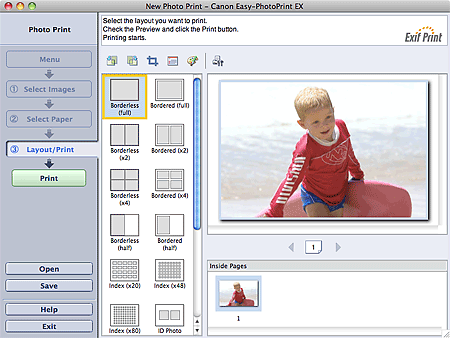 New Photo Print - Canon Easy-PhotoPrint EX
Photo Print
Select the layout you want to print.
Check the Preview and click the Print button.
Printing starts.
Exif Print
Menu
1 Select Images
2 Select Paper
3 Layout/Print
Print
Open
Save
Help
Exit
Borderless
(full)
Bordered (full)
Borderless
(x2)
Bordered (x2)
Borderless
(x4)
Bordered (x4)
Borderless
(half)
Bordered
(half)
Index (x20)
Index (x48)
Index (x80)
ID Photo
1
Inside Pages
1